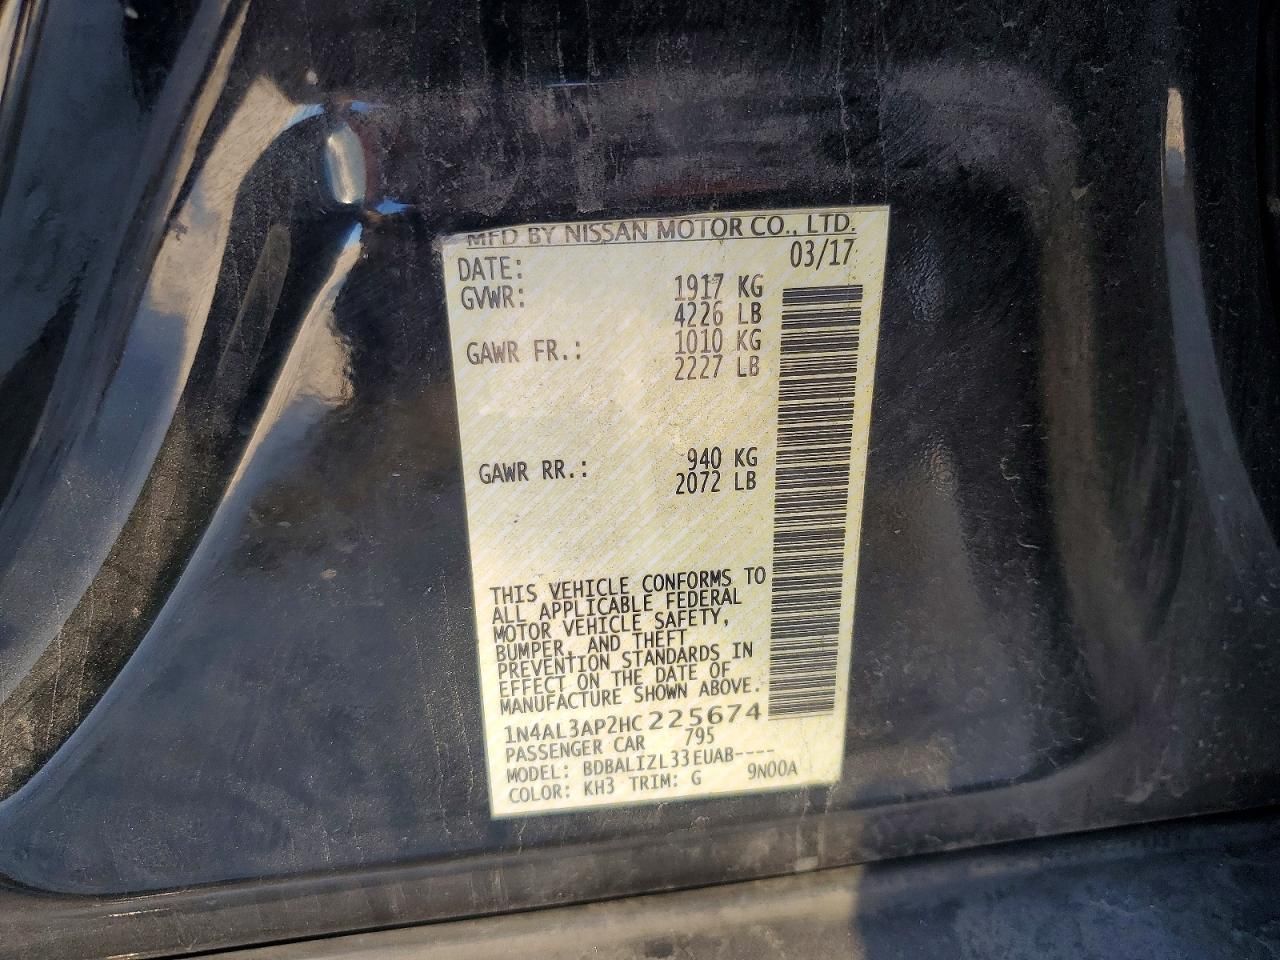 MFD BY NISSAN MOTOR CO., LTD.
DATE: 03/17
GVWR: 1917 KG
4226 LB
GAWR FR.: 1010 KG
2227 LB
GAWR RR.: 940 KG
2072 LB
THIS VEHICLE CONFORMS TO
ALL APPLICABLE FEDERAL
MOTOR VEHICLE SAFETY,
BUMPER, AND THEFT
PREVENTION STANDARDS IN
EFFECT ON THE DATE OF
MANUFACTURE SHOWN ABOVE.
1N4AL3AP2HC225674
PASSENGER CAR 795
MODEL: BDBALIZL33EUAB----
COLOR: KH3 TRIM: G 9N00A